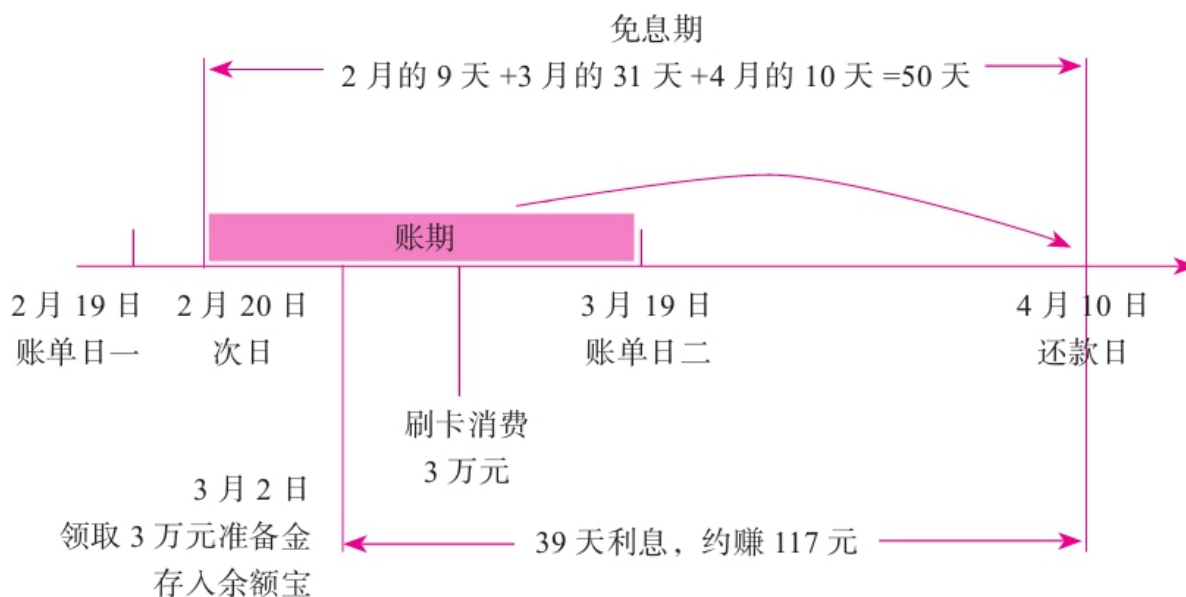 免息期
2 月的 9 天 +3 月的 31 天 +4 月的 10 天 =50 天
账期
2 月 19 日
账单日一
2 月 20 日
次日
3 月 19 日
账单日二
4 月 10 日
还款日
刷卡消费
3 万元
3 月 2 日
领取 3 万元准备金
存入余额宝
39 天利息，约赚 117 元